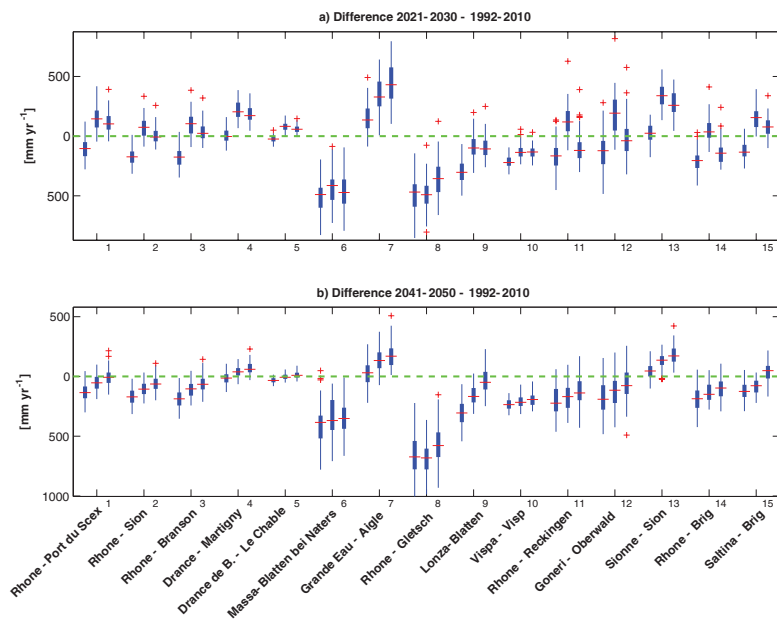 a) Difference 2021-2030 - 1992-2010
[mm yr⁻¹]
500
0
500
1 2 3 4 5 6 7 8 9 10 11 12 13 14 15
b) Difference 2041-2050 - 1992-2010
[mm yr⁻¹]
500
0
500
1000
1 2 3 4 5 6 7 8 9 10 11 12 13 14 15
Rhone - Port du Scex
Rhone - Sion
Rhone - Branson
Drance - Martigny
Drance de B. - Le Chable
Massa- Blatten bei Naters
Grande Eau - Aigle
Rhone - Gletsch
Lonza- Blatten
Vispa - Visp
Rhone - Reckingen
Goneri - Oberwald
Sionne - Sion
Rhone - Brig
Saltina - Brig